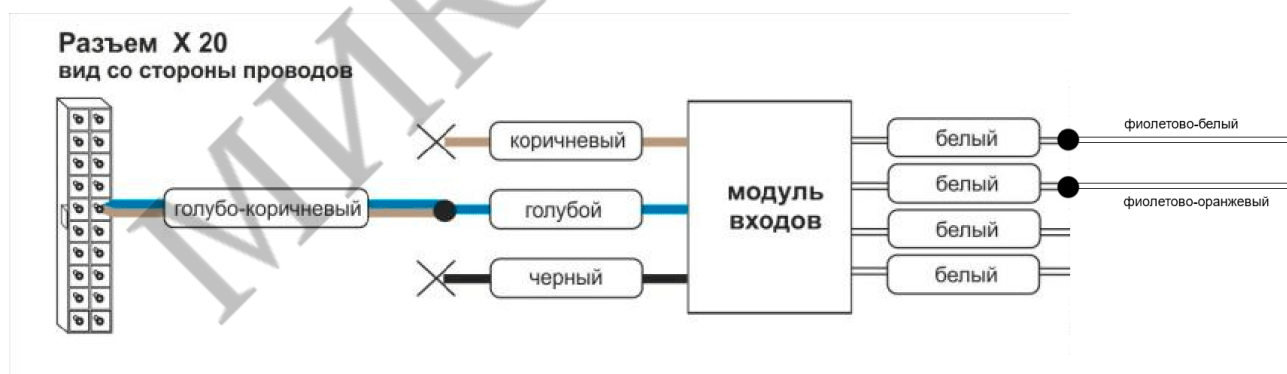 Разъем X 20
вид со стороны проводов
МИК
коричневый
голубо-коричневый
голубой
черный
модуль
входов
белый
белый
белый
белый
фиолетово-белый
фиолетово-оранжевый